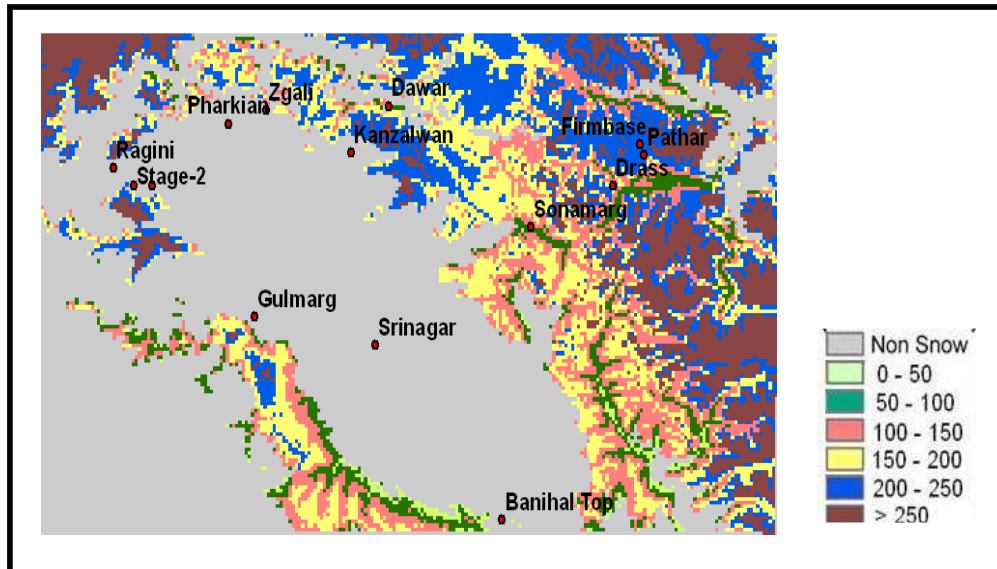 Zgali
Dawar
Pharkian
Firmbase
Kanzalwan
Pathar
Ragini
Drass
Stage-2
Sonamarg
Gulmarg
Srinagar
Banihal Top
Non Snow
0 - 50
50 - 100
100 - 150
150 - 200
200 - 250
> 250